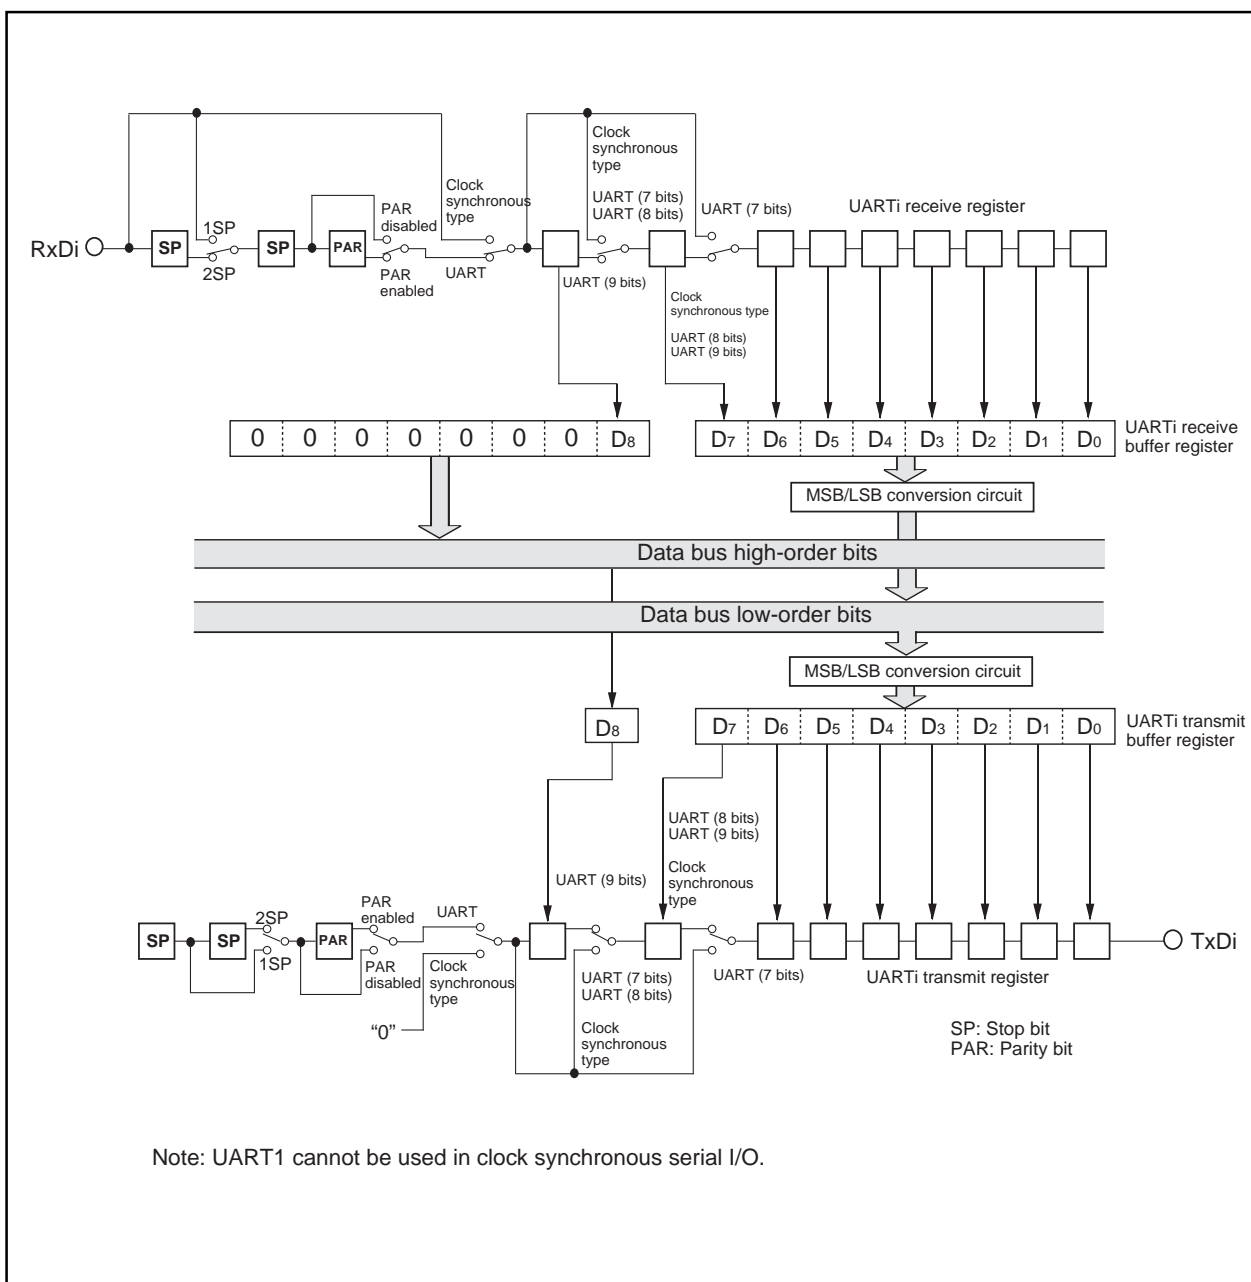 Clock
synchronous
type
Clock
synchronous
type
UART (7 bits)
UART (8 bits)
UART (7 bits)
UARTi receive register
PAR
disabled
1SP
RxDi
SP
SP
PAR
2SP
PAR
enabled
UART
UART (9 bits)
Clock
synchronous type
UART (8 bits)
UART (9 bits)
0 0 0 0 0 0 0 D8
D7 D6 D5 D4 D3 D2 D1 D0
UARTi receive
buffer register
MSB/LSB conversion circuit
Data bus high-order bits
Data bus low-order bits
MSB/LSB conversion circuit
D8
D7 D6 D5 D4 D3 D2 D1 D0
UARTi transmit
buffer register
UART (8 bits)
UART (9 bits)
Clock
synchronous
type
UART (9 bits)
PAR
enabled
UART
2SP
SP
SP
PAR
TxDi
1SP
PAR
disabled
Clock
synchronous
type
UART (7 bits)
UART (8 bits)
UART (7 bits)
UARTi transmit register
“0”
Clock
synchronous
type
SP: Stop bit
PAR: Parity bit
Note: UART1 cannot be used in clock synchronous serial I/O.